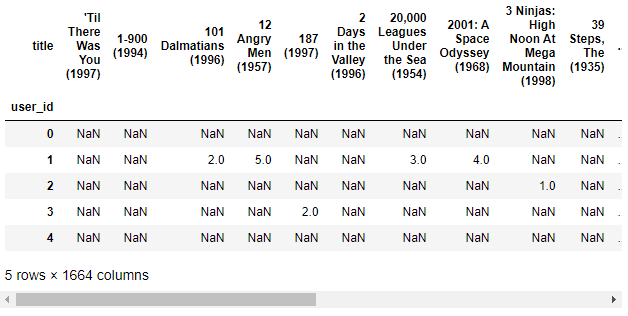 title 'Til There Was You (1997) 1-900 (1994) 101 Dalmatians (1996) 12 Angry Men (1957) 187 (1997) 2 Days in the Valley (1996) 20,000 Leagues Under the Sea (1954) 2001: A Space Odyssey (1968) 3 Ninjas: High Noon At Mega Mountain (1998) 39 Steps, The (1935) ..
user_id
0 NaN NaN NaN NaN NaN NaN NaN NaN NaN NaN .
1 NaN NaN 2.0 5.0 NaN NaN 3.0 4.0 NaN NaN .
2 NaN NaN NaN NaN NaN NaN NaN NaN 1.0 NaN .
3 NaN NaN NaN NaN 2.0 NaN NaN NaN NaN NaN .
4 NaN NaN NaN NaN NaN NaN NaN NaN NaN NaN .
5 rows × 1664 columns